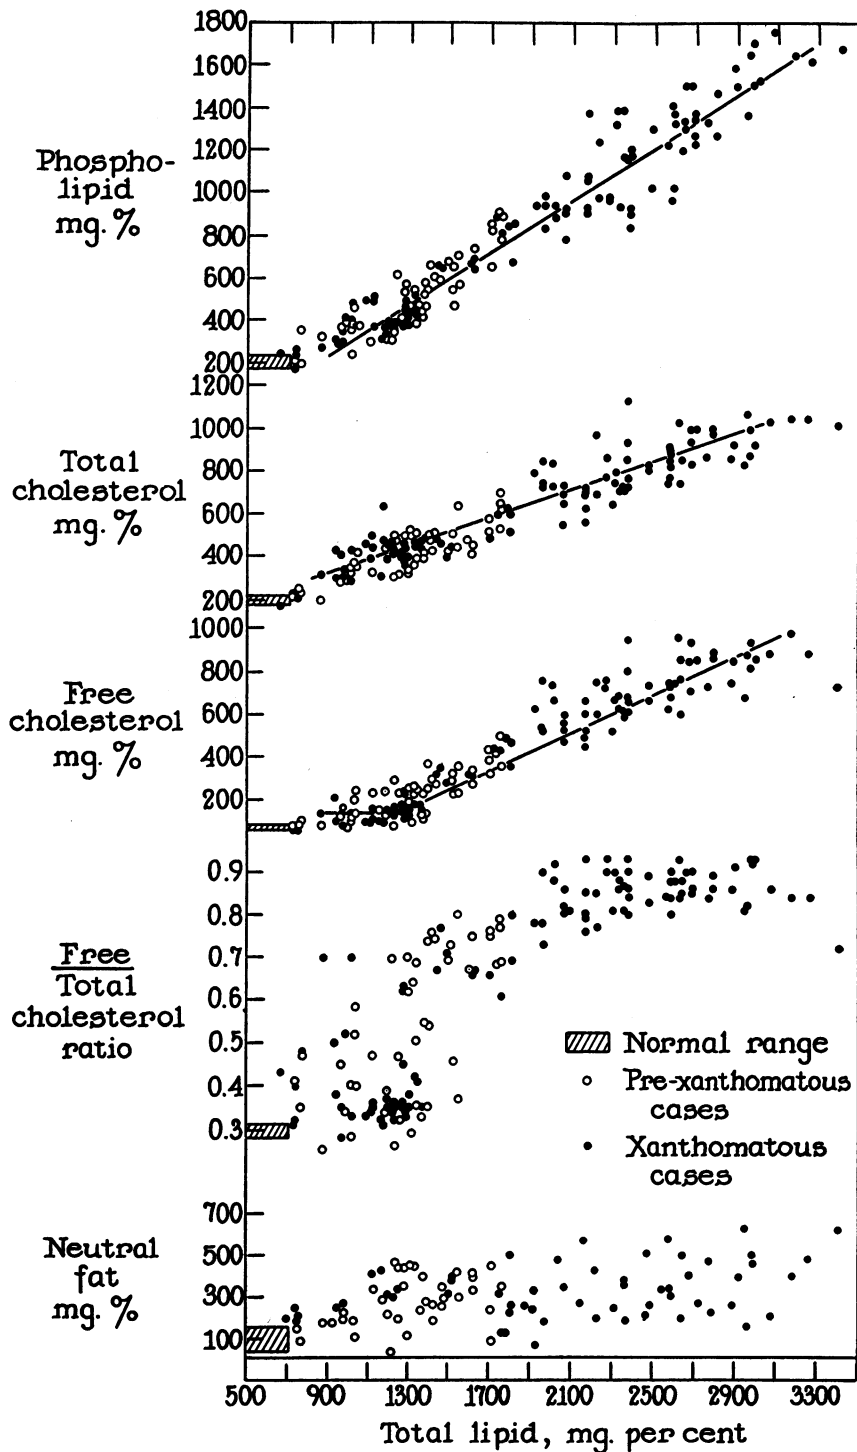 1800
1600
1400
1200
1000
800
600
400
200
Phospho-
lipid
mg. %
1200
1000
800
600
400
200
Total
cholesterol
mg. %
1000
800
600
400
200
Free
cholesterol
mg. %
0.9
0.8
0.7
0.6
0.5
0.4
0.3
Free
Total
cholesterol
ratio
Normal range
Pre-xanthomatous
cases
Xanthomatous
cases
700
500
300
100
Neutral
fat
mg. %
500 900 1300 1700 2100 2500 2900 3300
Total lipid, mg. per cent